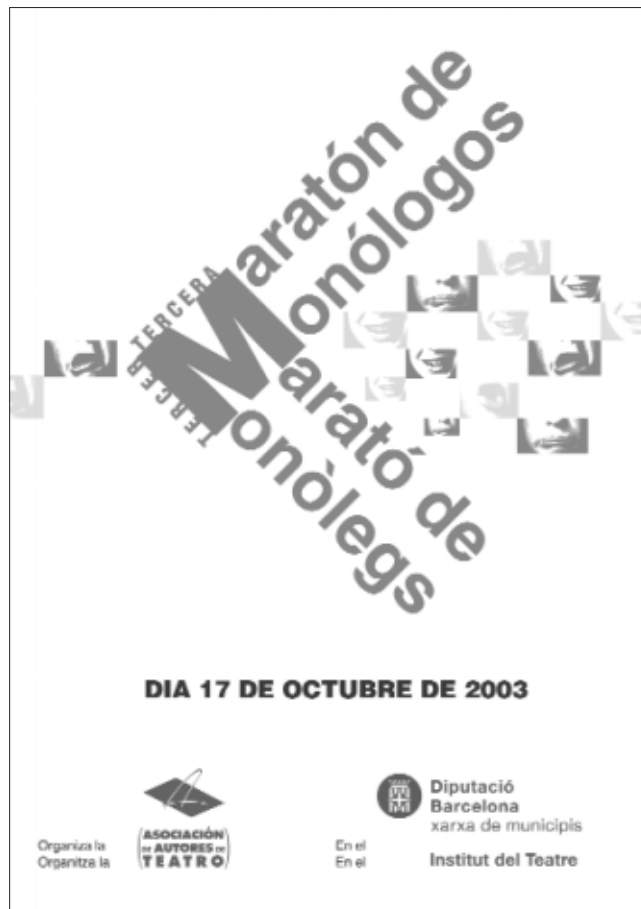 TERCERA
Maratón de
Monólogos
TERCER
Marató de
Monòlegs
DIA 17 DE OCTUBRE DE 2003
Organiza la
Organitza la
ASOCIACIÓN
DE AUTORES DE
TEATRO
En el
En el
Diputació
Barcelona
xarxa de municipis
Institut del Teatre